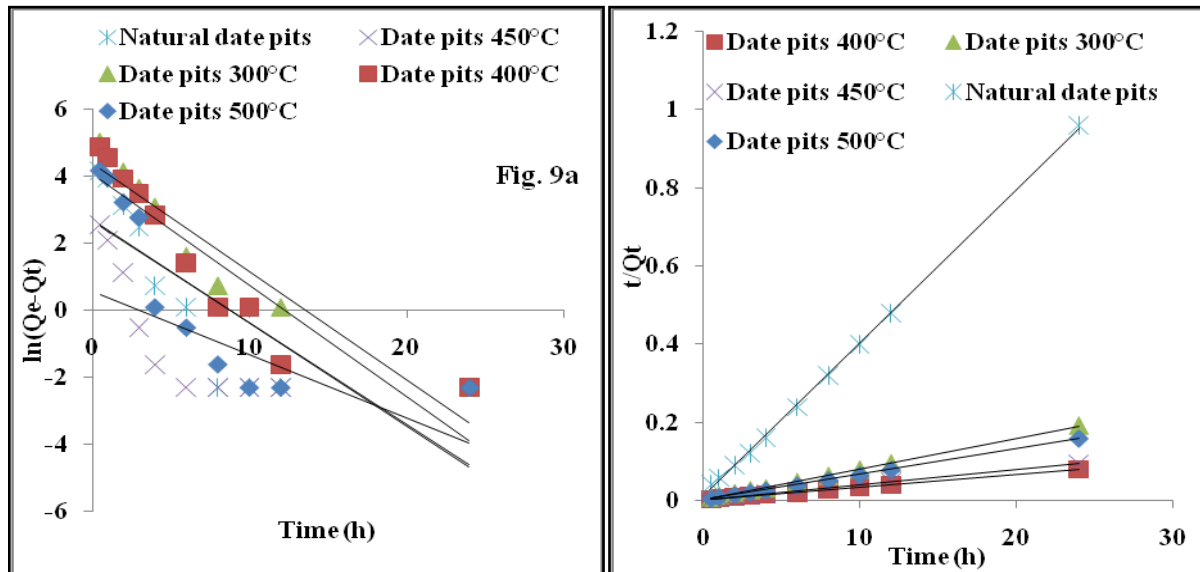 Natural date pits Date pits 450°C
Date pits 300°C Date pits 400°C
Date pits 500°C
6
4
2
0
-2
-4
-6
0 10 20 30
Fig. 9a
ln(Qe-Qt)
Time (h)
Date pits 400°C Date pits 300°C
Date pits 450°C Natural date pits
Date pits 500°C
1.2
1
0.8
0.6
0.4
0.2
0
0 10 20 30
t/Qt
Time (h)